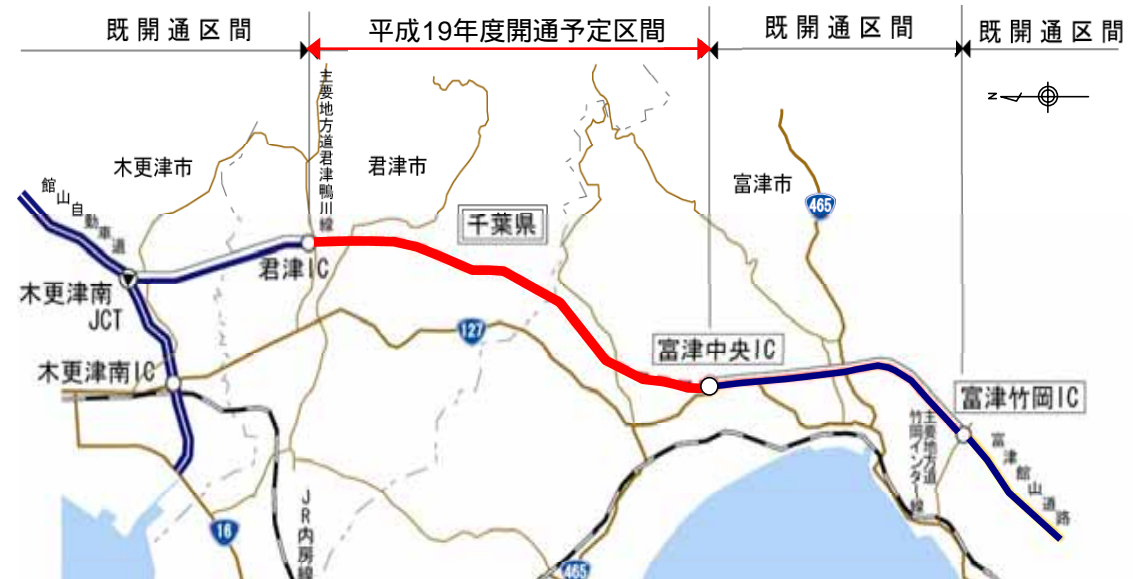 既開通区間
平成19年度開通予定区間
既開通区間
既開通区間
N
主要地方道君津鴨川線
木更津市
君津市
富津市
館山自動車道
465
千葉県
君津IC
木更津南
JCT
127
富津中央IC
木更津南IC
富津竹岡IC
主要地方道
竹岡インター線
富津館山道路
JR内房線
16
465